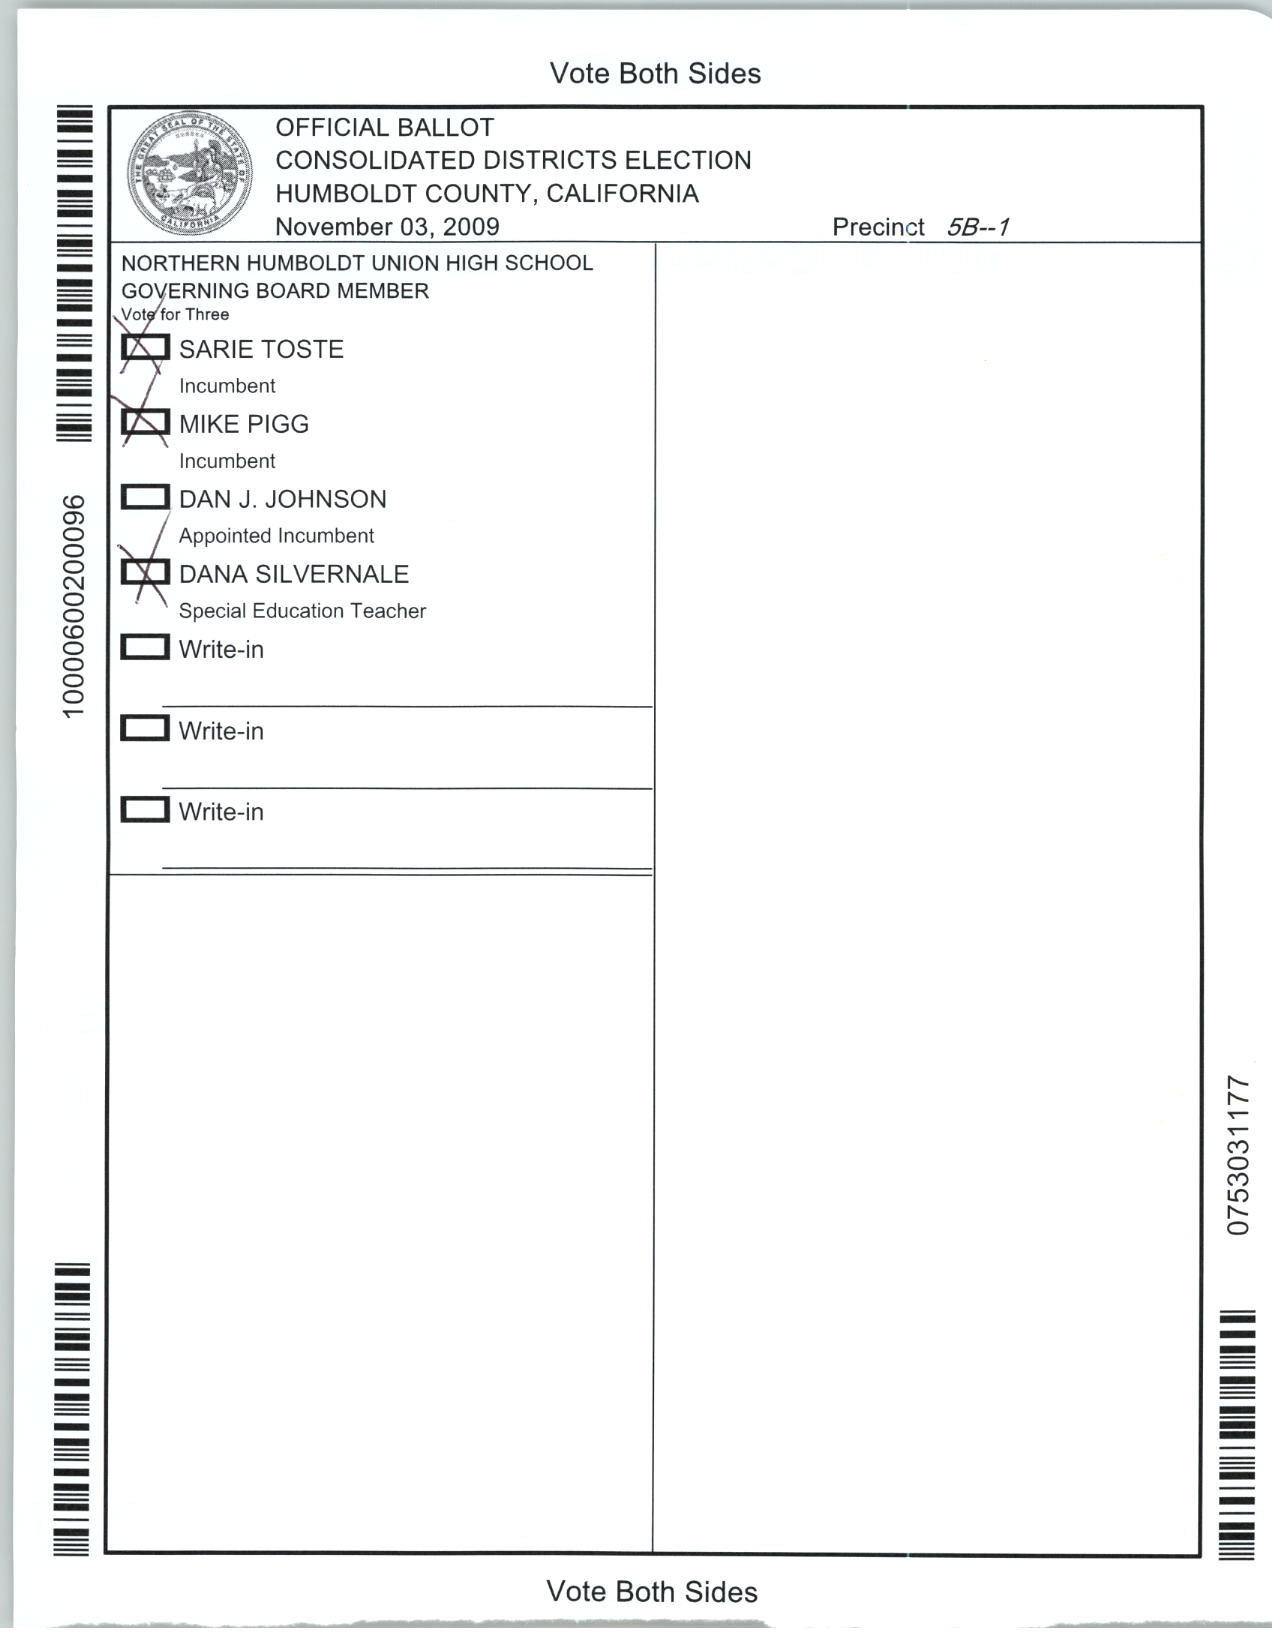 Vote Both Sides
THE GREAT SEAL OF THE STATE OF CALIFORNIA
EUREKA
OFFICIAL BALLOT
CONSOLIDATED DISTRICTS ELECTION
HUMBOLDT COUNTY, CALIFORNIA
November 03, 2009
Precinct 5B--1
NORTHERN HUMBOLDT UNION HIGH SCHOOL
GOVERNING BOARD MEMBER
Vote for Three
SARIE TOSTE
Incumbent
MIKE PIGG
Incumbent
DAN J. JOHNSON
Appointed Incumbent
DANA SILVERNALE
Special Education Teacher
Write-in
Write-in
Write-in
1000600200096
0753031177
Vote Both Sides